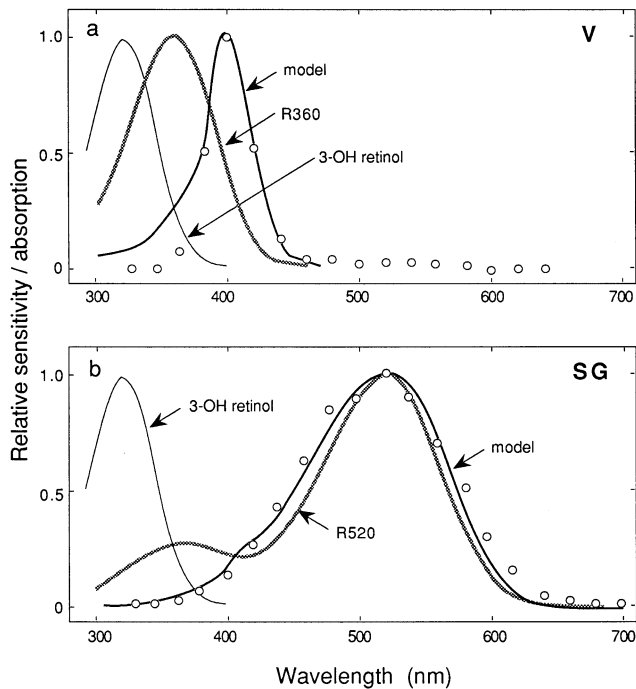 a
V
1.0
0.5
0
model
R360
3-OH retinol
300 400 500 600 700
b
SG
1.0
0.5
0
3-OH retinol
model
R520
300 400 500 600 700
Relative sensitivity / absorption
Wavelength (nm)